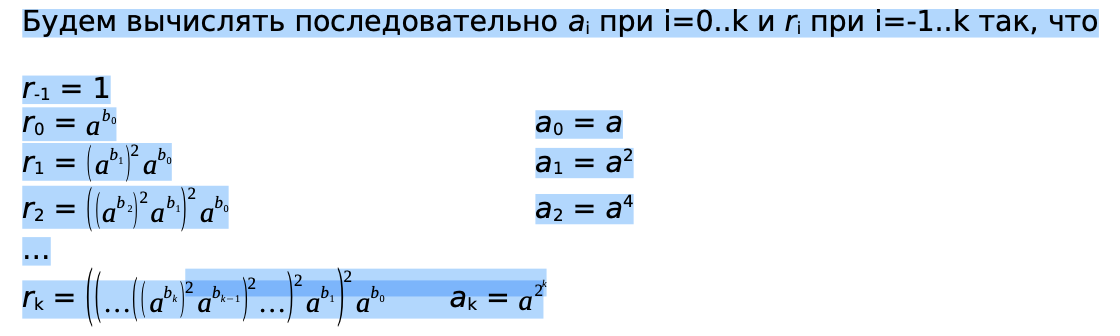 Будем вычислять последовательно aᵢ при i=0..k и rᵢ при i=-1..k так, что
r₋₁ = 1
r₀ = a^{b₀} a₀ = a
r₁ = (a^{b₁})² a^{b₀} a₁ = a²
r₂ = ((a^{b₂})² a^{b₁})² a^{b₀} a₂ = a⁴
...
rₖ = ((...((a^{bₖ})² a^{bₖ₋₁})²...)² a^{b₁})² a^{b₀} aₖ = a^{2^k}